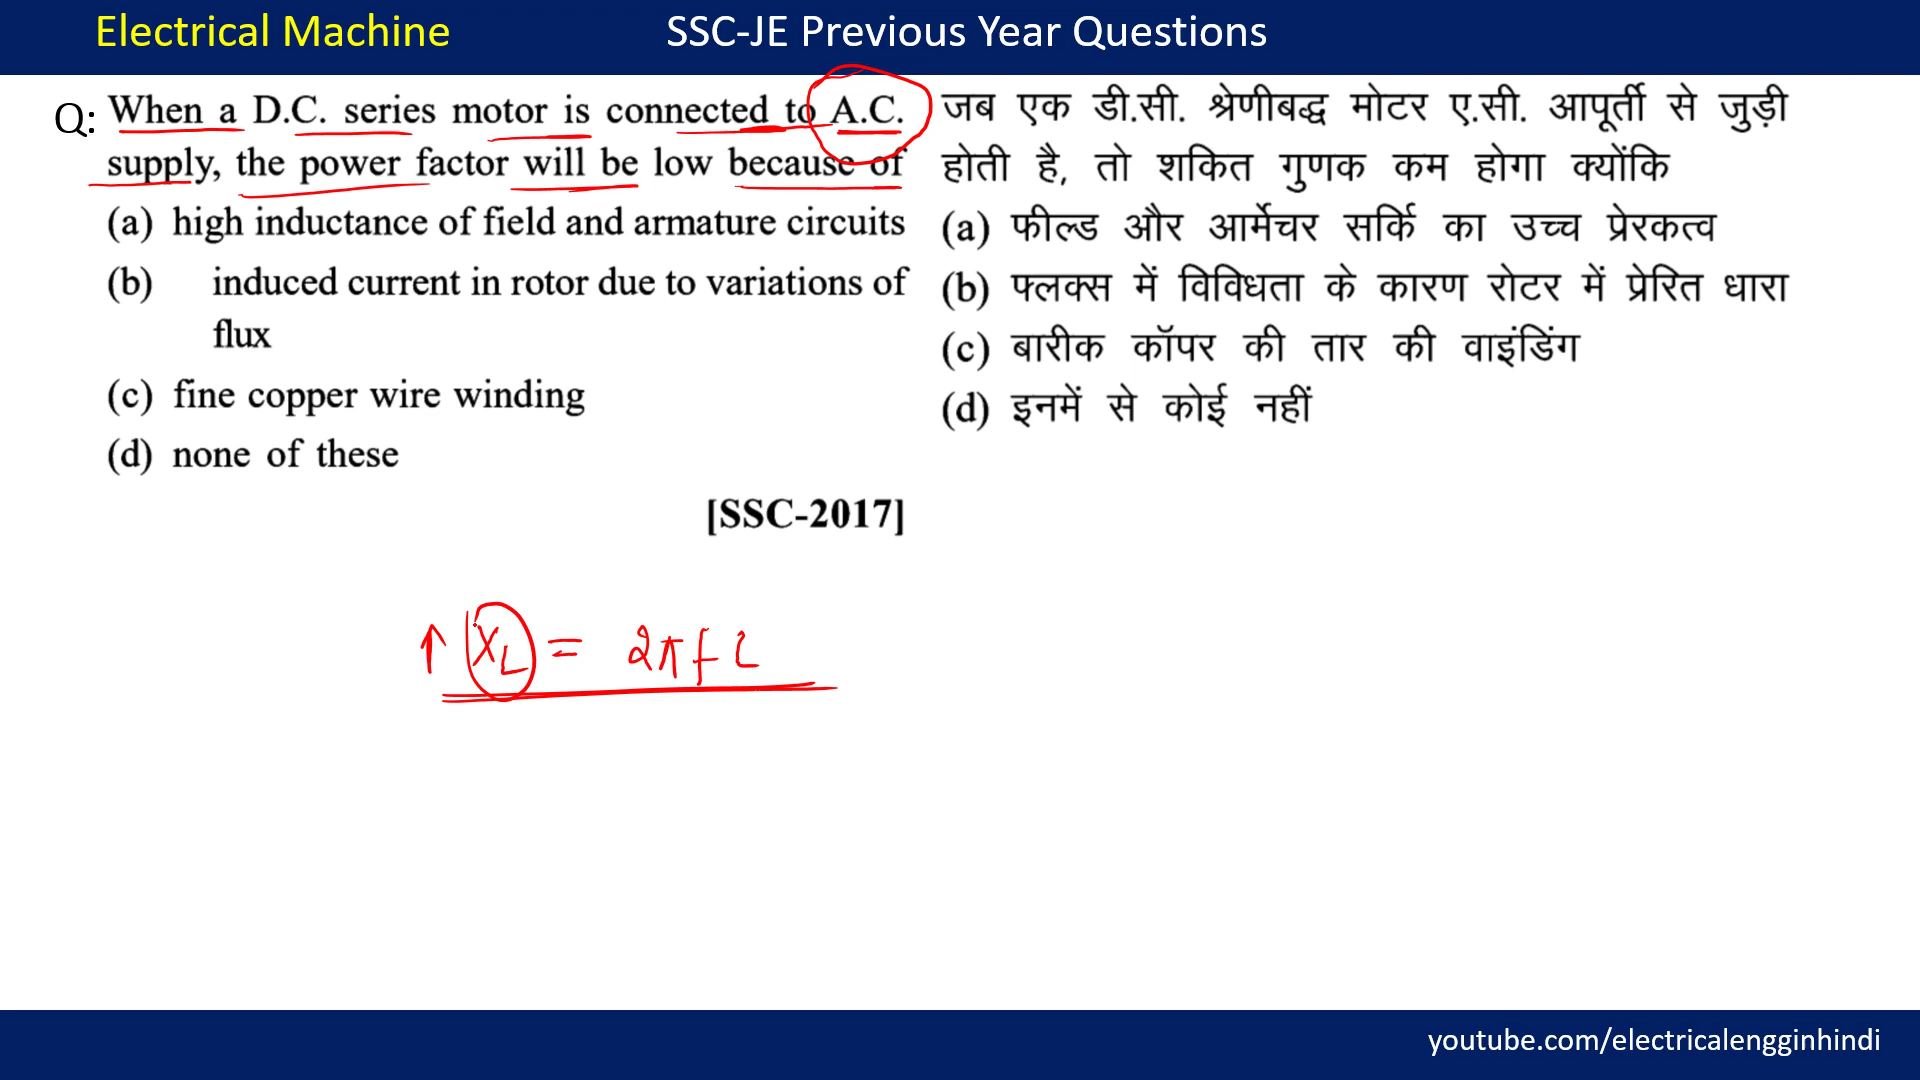 Electrical Machine
SSC-JE Previous Year Questions
Q: When a D.C. series motor is connected to A.C.
supply, the power factor will be low because of
(a) high inductance of field and armature circuits
(b) induced current in rotor due to variations of
flux
(c) fine copper wire winding
(d) none of these
[SSC-2017]
जब एक डी.सी. श्रेणीबद्ध मोटर ए.सी. आपूर्ती से जुड़ी
होती है, तो शकित गुणक कम होगा क्योंकि
(a) फील्ड और आर्मेचर सर्कि का उच्च प्रेरकत्व
(b) फ्लक्स में विविधता के कारण रोटर में प्रेरित धारा
(c) बारीक कॉपर की तार की वाइंडिंग
(d) इनमें से कोई नहीं
↑ X_L = 2πfL
youtube.com/electricalengginhindi